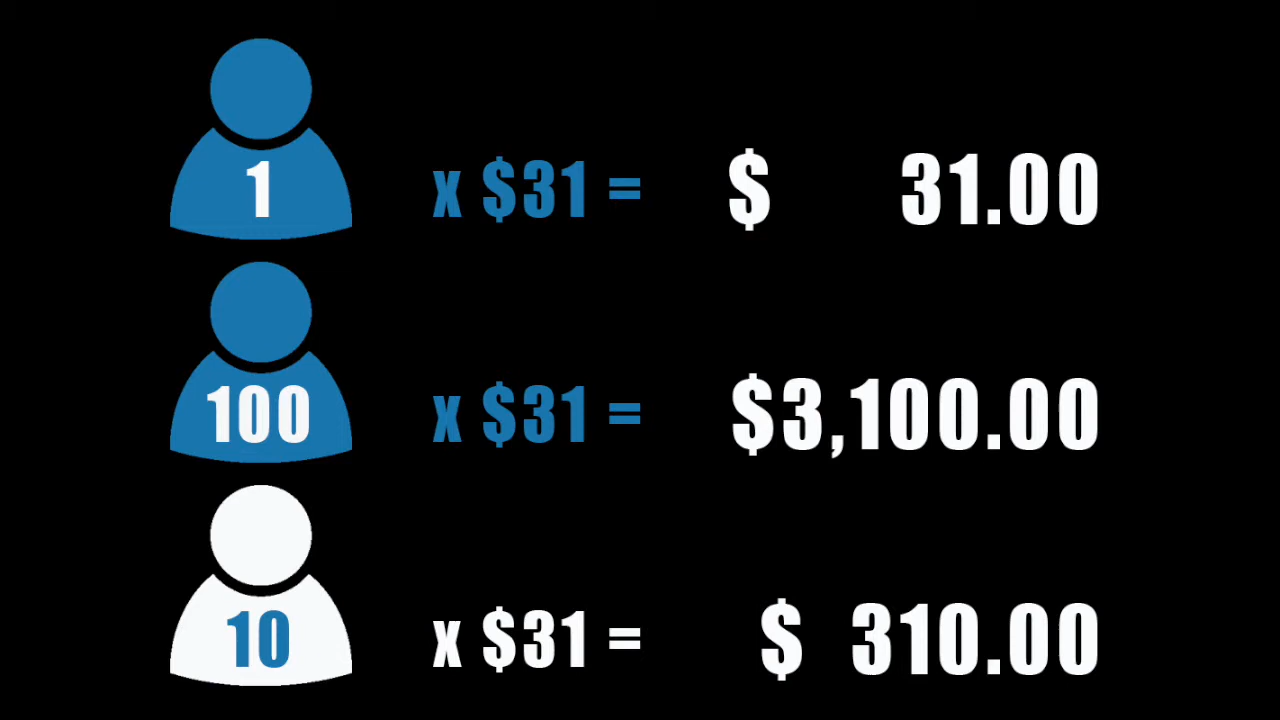 1 x $31 = $ 31.00
100 x $31 = $3,100.00
10 x $31 = $ 310.00